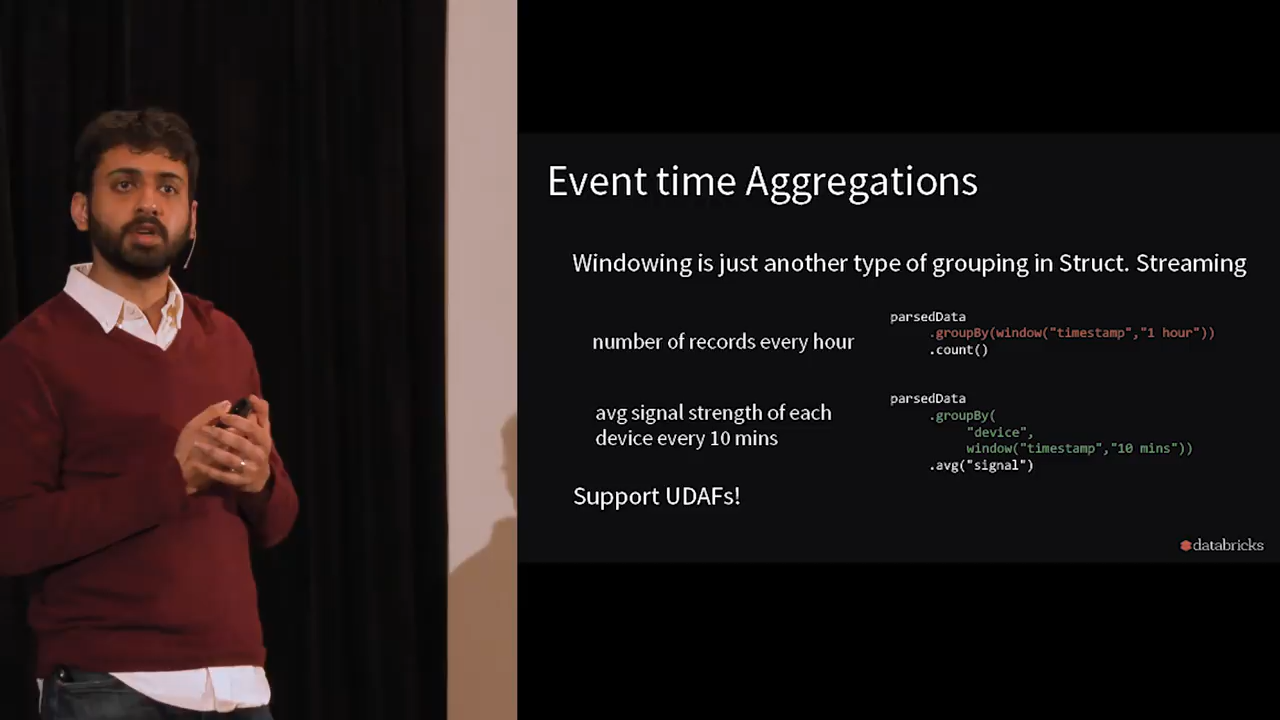 Event time Aggregations
Windowing is just another type of grouping in Struct. Streaming
number of records every hour
parsedData
.groupBy(window("timestamp","1 hour"))
.count()
avg signal strength of each
device every 10 mins
parsedData
.groupBy(
"device",
window("timestamp","10 mins"))
.avg("signal")
Support UDAFs!
databricks